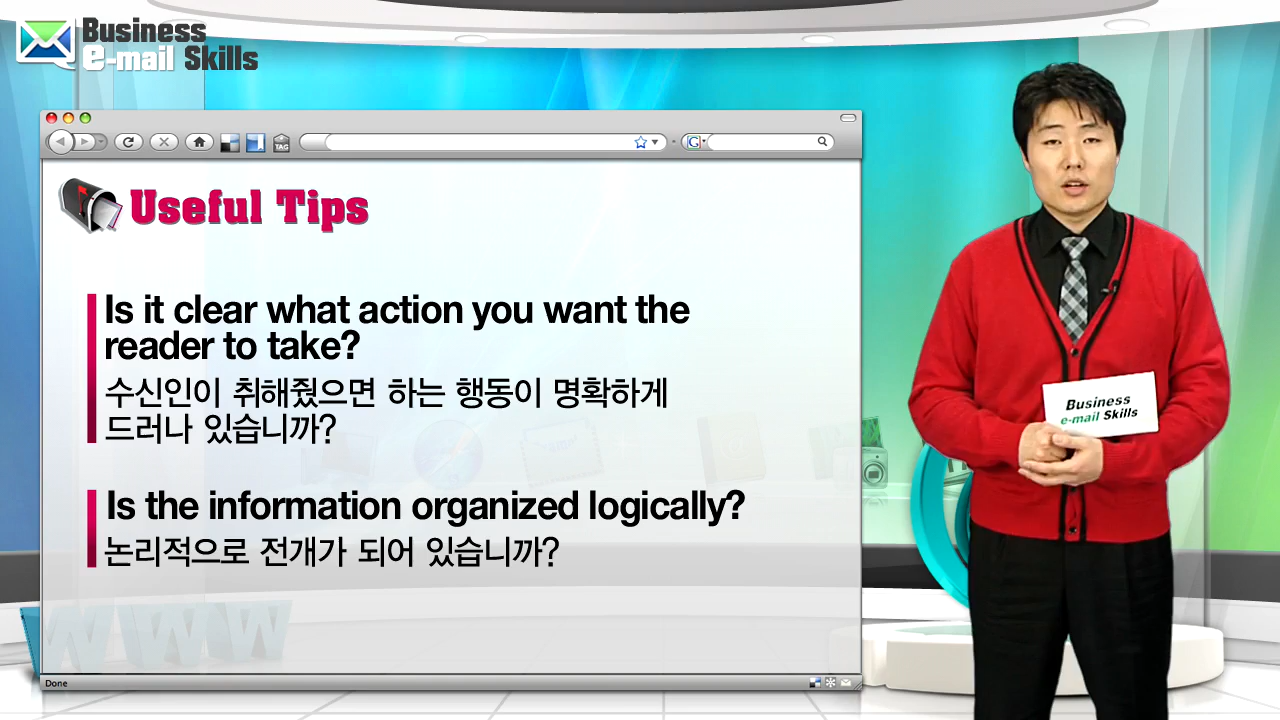 Business
e-mail Skills
TAG
G
Useful Tips
Is it clear what action you want the
reader to take?
수신인이 취해줬으면 하는 행동이 명확하게
드러나 있습니까?
Is the information organized logically?
논리적으로 전개가 되어 있습니까?
Business
e-mail Skills
WWW
Done